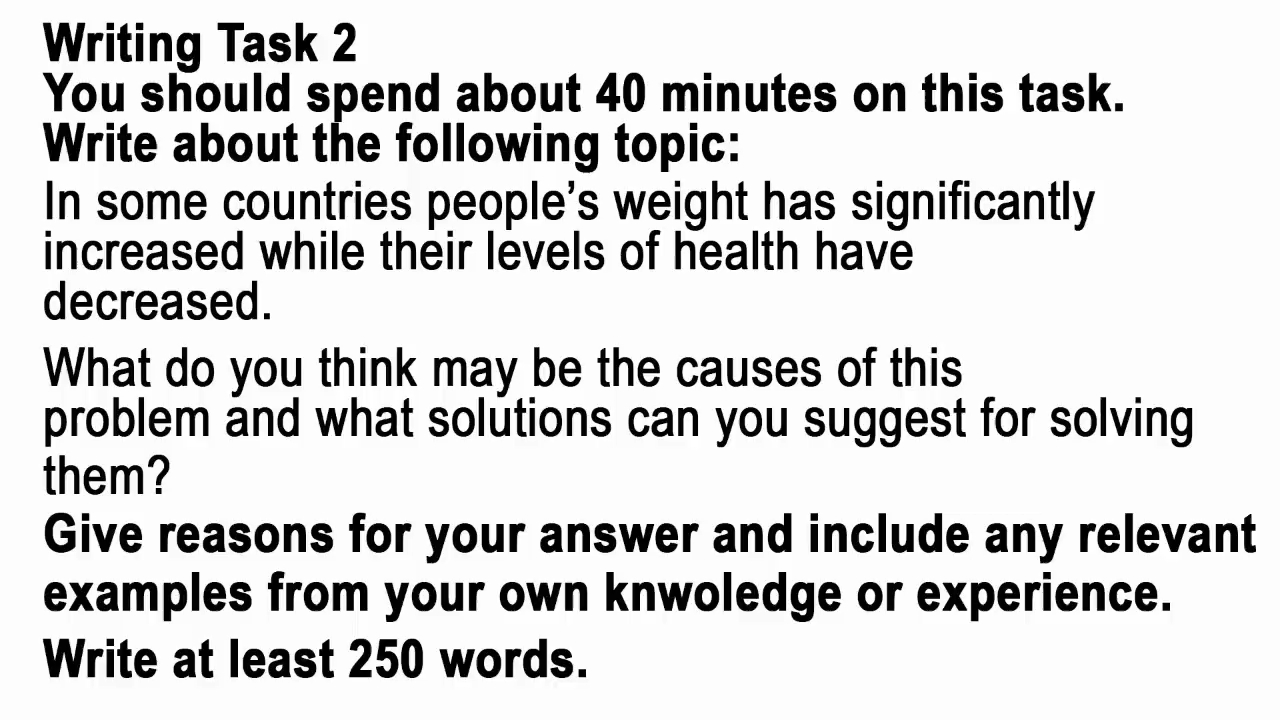 Writing Task 2
You should spend about 40 minutes on this task.
Write about the following topic:
In some countries people’s weight has significantly
increased while their levels of health have
decreased.
What do you think may be the causes of this
problem and what solutions can you suggest for solving
them?
Give reasons for your answer and include any relevant
examples from your own knwoledge or experience.
Write at least 250 words.